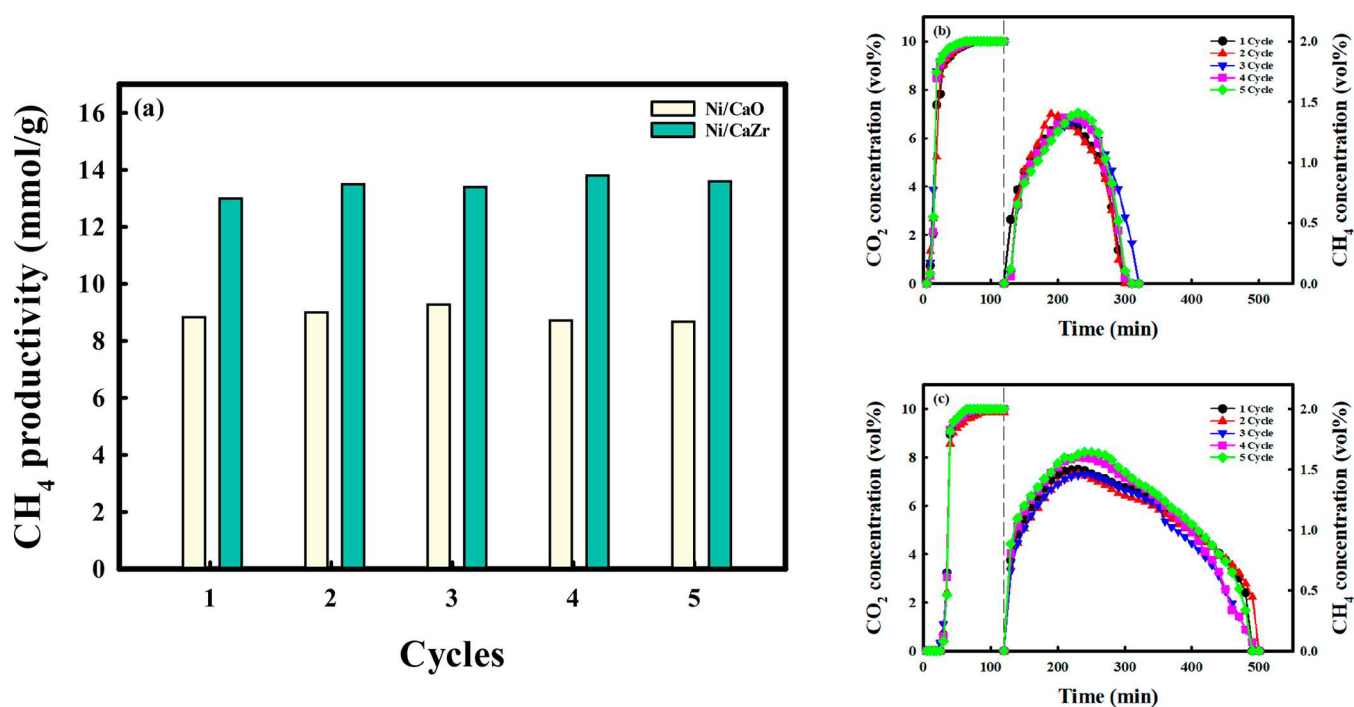 (a)
Ni/CaO
Ni/CaZr
CH4 productivity (mmol/g)
16
14
12
10
8
6
4
2
0
1 2 3 4 5
Cycles
(b)
1 Cycle
2 Cycle
3 Cycle
4 Cycle
5 Cycle
CO2 concentration (vol%)
10
8
6
4
2
0
CH4 concentration (vol%)
2.0
1.5
1.0
0.5
0.0
0 100 200 300 400 500
Time (min)
(c)
1 Cycle
2 Cycle
3 Cycle
4 Cycle
5 Cycle
CO2 concentration (vol%)
10
8
6
4
2
0
CH4 concentration (vol%)
2.0
1.5
1.0
0.5
0.0
0 100 200 300 400 500
Time (min)